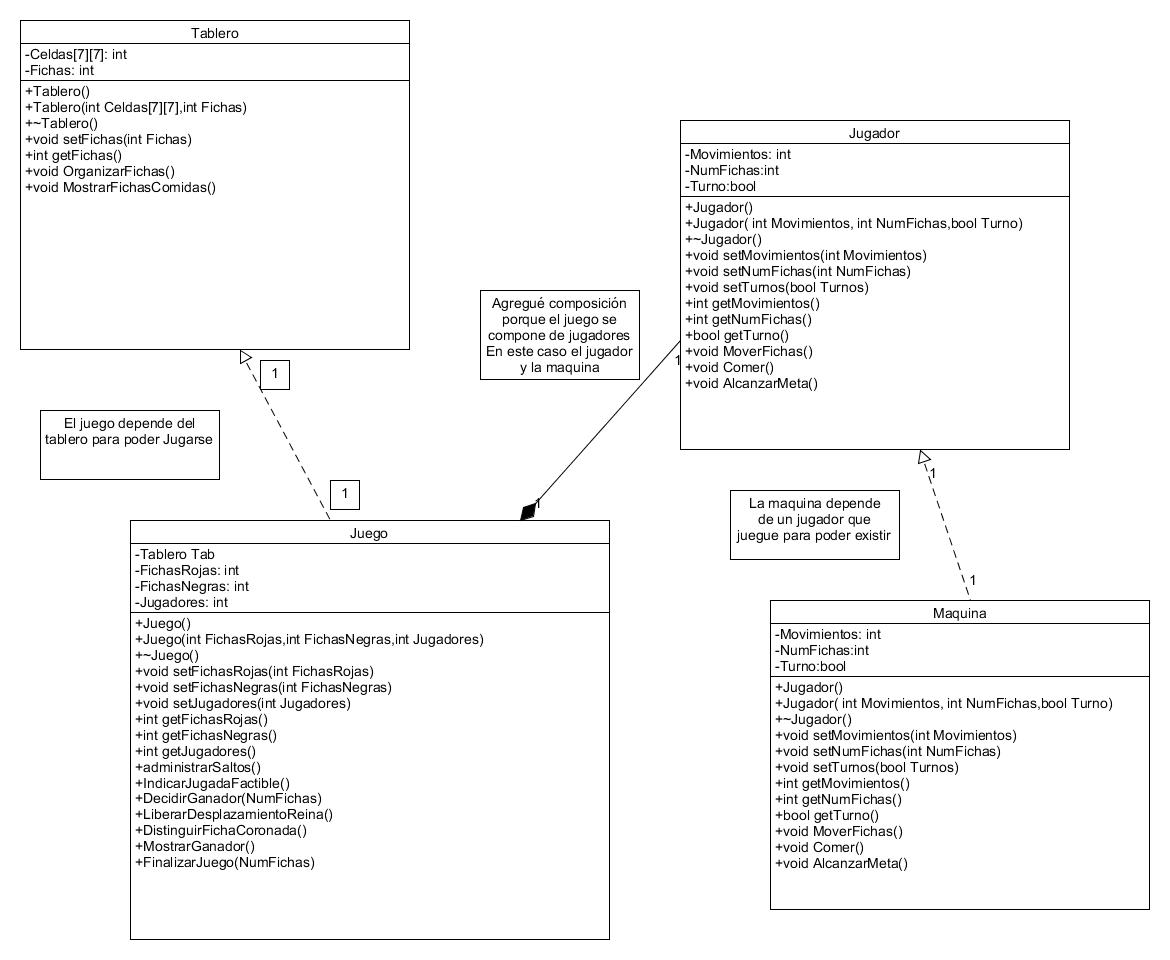 Tablero
-Celdas[7][7]: int
-Fichas: int
+Tablero()
+Tablero(int Celdas[7][7],int Fichas)
+~Tablero()
+void setFichas(int Fichas)
+int getFichas()
+void OrganizarFichas()
+void MostrarFichasComidas()
Jugador
-Movimientos: int
-NumFichas:int
-Turno:bool
+Jugador()
+Jugador( int Movimientos, int NumFichas,bool Turno)
+~Jugador()
+void setMovimientos(int Movimientos)
+void setNumFichas(int NumFichas)
+void setTurnos(bool Turnos)
+int getMovimientos()
+int getNumFichas()
+bool getTurno()
+void MoverFichas()
+void Comer()
+void AlcanzarMeta()
Agregué composición
porque el juego se
compone de jugadores
En este caso el jugador
y la maquina
1
1
1
El juego depende del
tablero para poder Jugarse
1
1
La maquina depende
de un jugador que
juegue para poder existir
1
1
Juego
-Tablero Tab
-FichasRojas: int
-FichasNegras: int
-Jugadores: int
+Juego()
+Juego(int FichasRojas,int FichasNegras,int Jugadores)
+~Juego()
+void setFichasRojas(int FichasRojas)
+void setFichasNegras(int FichasNegras)
+void setJugadores(int Jugadores)
+int getFichasRojas()
+int getFichasNegras()
+int getJugadores()
+administrarSaltos()
+IndicarJugadaFactible()
+DecidirGanador(NumFichas)
+LiberarDesplazamientoReina()
+DistinguirFichaCoronada()
+MostrarGanador()
+FinalizarJuego(NumFichas)
Maquina
-Movimientos: int
-NumFichas:int
-Turno:bool
+Jugador()
+Jugador( int Movimientos, int NumFichas,bool Turno)
+~Jugador()
+void setMovimientos(int Movimientos)
+void setNumFichas(int NumFichas)
+void setTurnos(bool Turnos)
+int getMovimientos()
+int getNumFichas()
+bool getTurno()
+void MoverFichas()
+void Comer()
+void AlcanzarMeta()